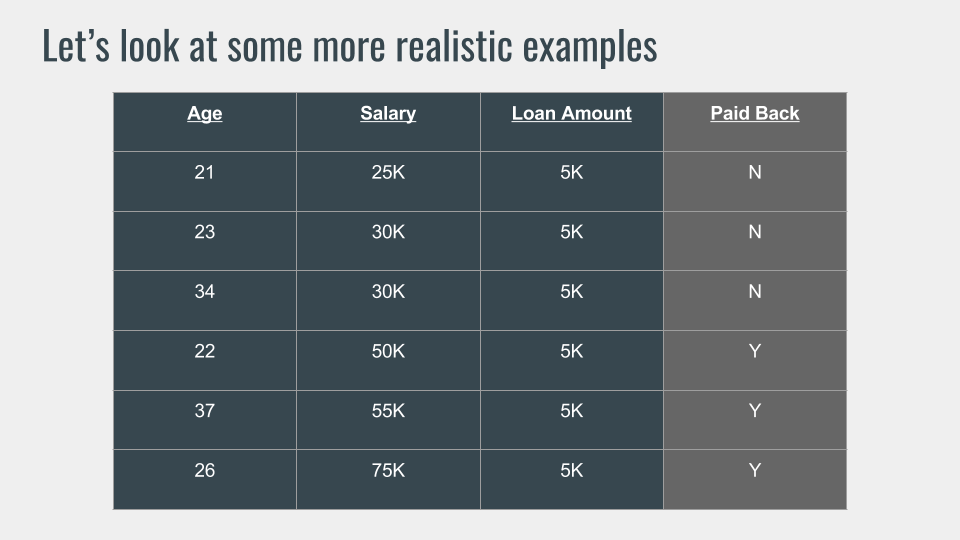 Let’s look at some more realistic examples
Age Salary Loan Amount Paid Back
21 25K 5K N
23 30K 5K N
34 30K 5K N
22 50K 5K Y
37 55K 5K Y
26 75K 5K Y